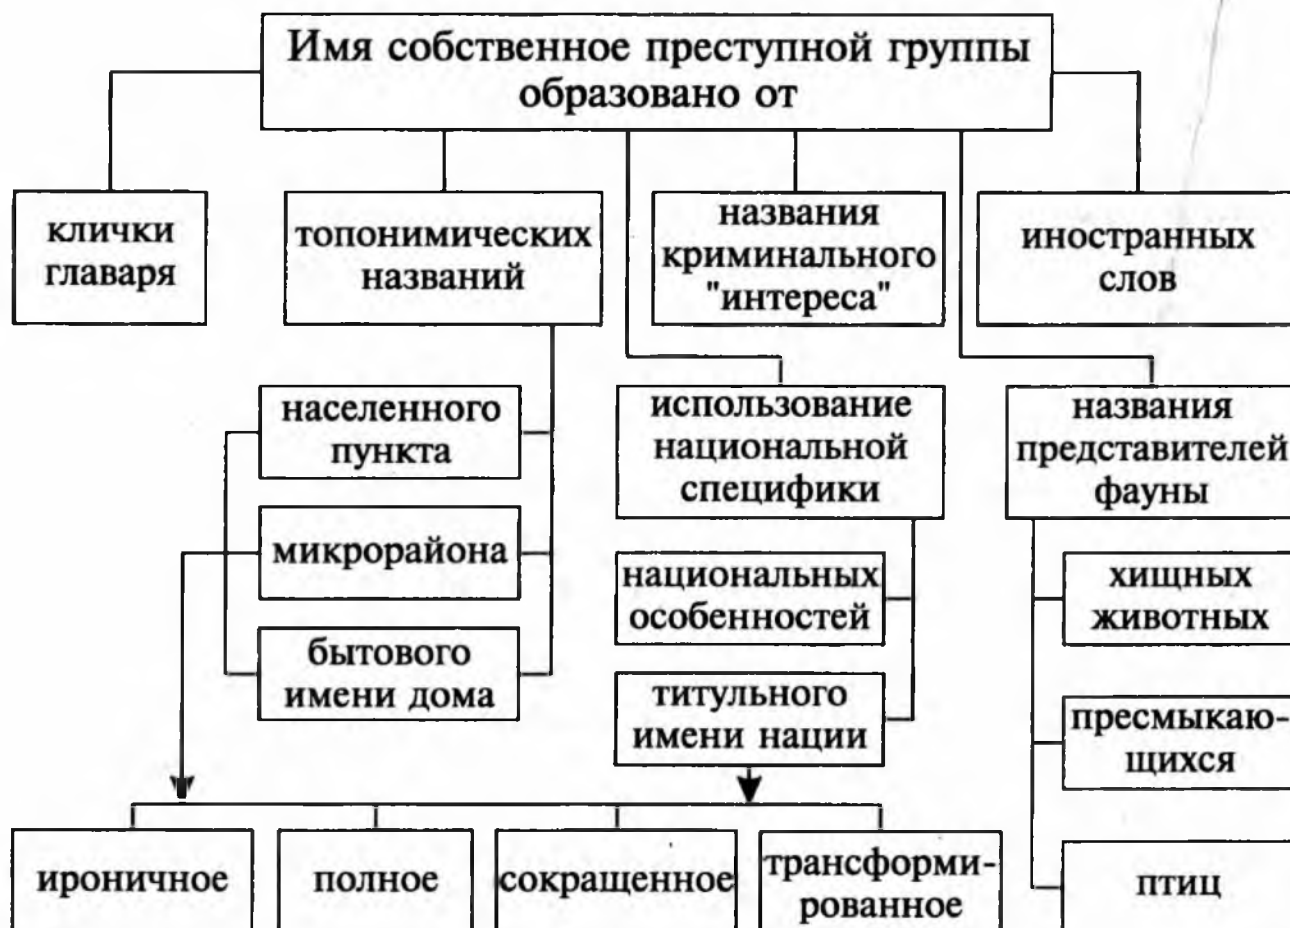 Имя собственное преступной группы
образовано от
клички
главаря
топонимических
названий
названия
криминального
"интереса"
иностранных
слов
населенного
пункта
микрорайона
бытового
имени дома
использование
национальной
специфики
национальных
особенностей
титульного
имени нации
названия
представителей
фауны
хищных
животных
пресмыкаю-
щихся
птиц
ироничное
полное
сокращенное
трансформи-
рованное